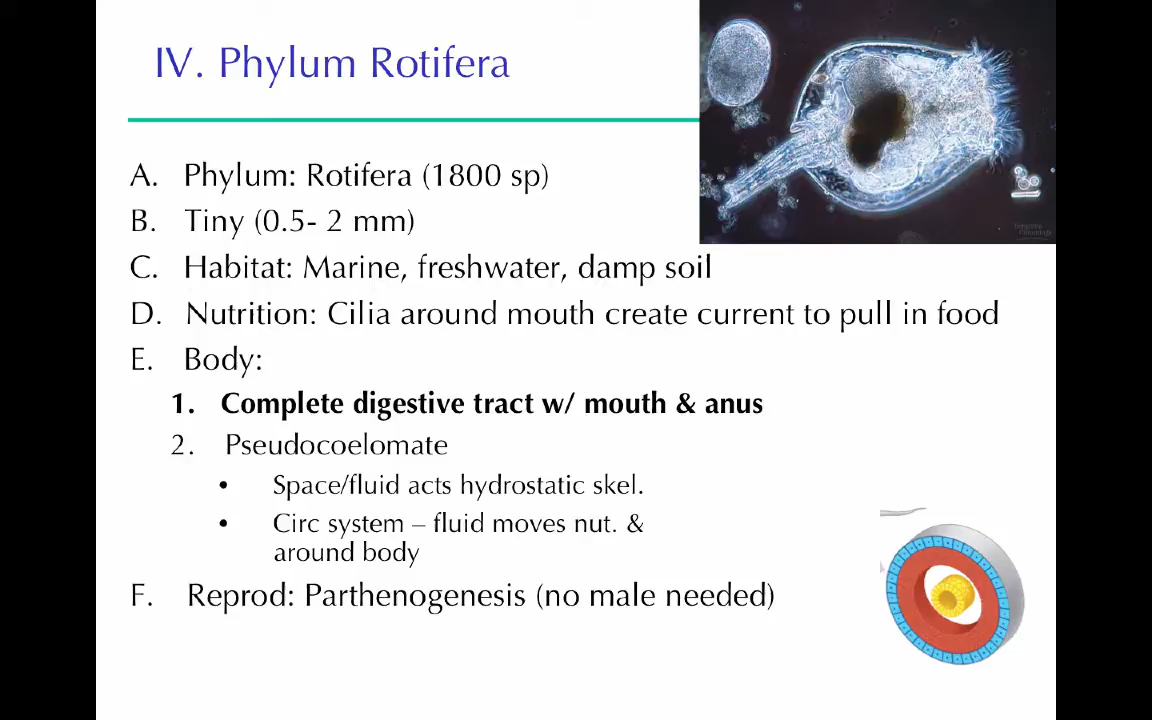 IV. Phylum Rotifera
A. Phylum: Rotifera (1800 sp)
B. Tiny (0.5- 2 mm)
C. Habitat: Marine, freshwater, damp soil
D. Nutrition: Cilia around mouth create current to pull in food
E. Body:
1. Complete digestive tract w/ mouth & anus
2. Pseudocoelomate
• Space/fluid acts hydrostatic skel.
• Circ system – fluid moves nut. &
around body
F. Reprod: Parthenogenesis (no male needed)